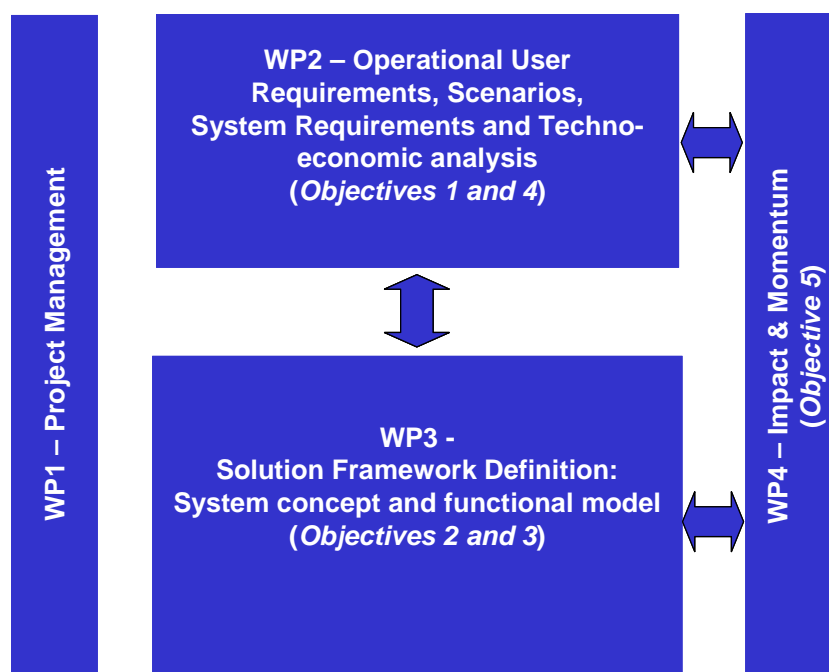 WP1 – Project Management
WP2 – Operational User
Requirements, Scenarios,
System Requirements and Techno-
economic analysis
(Objectives 1 and 4)
WP3 -
Solution Framework Definition:
System concept and functional model
(Objectives 2 and 3)
WP4 – Impact & Momentum
(Objective 5)